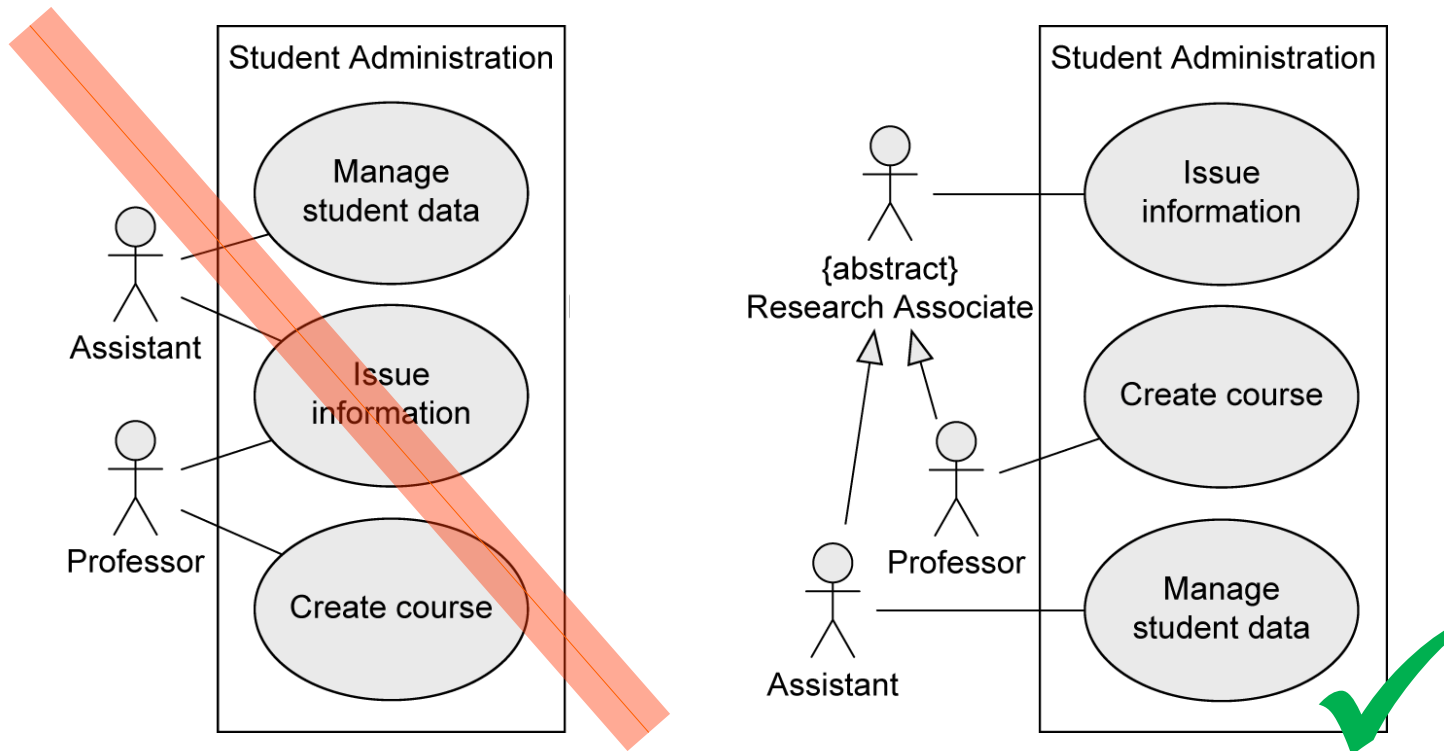 Student Administration
Manage
student data
Assistant
Issue
information
Professor
Create course
Student Administration
Issue
information
{abstract}
Research Associate
Create course
Professor
Manage
student data
Assistant